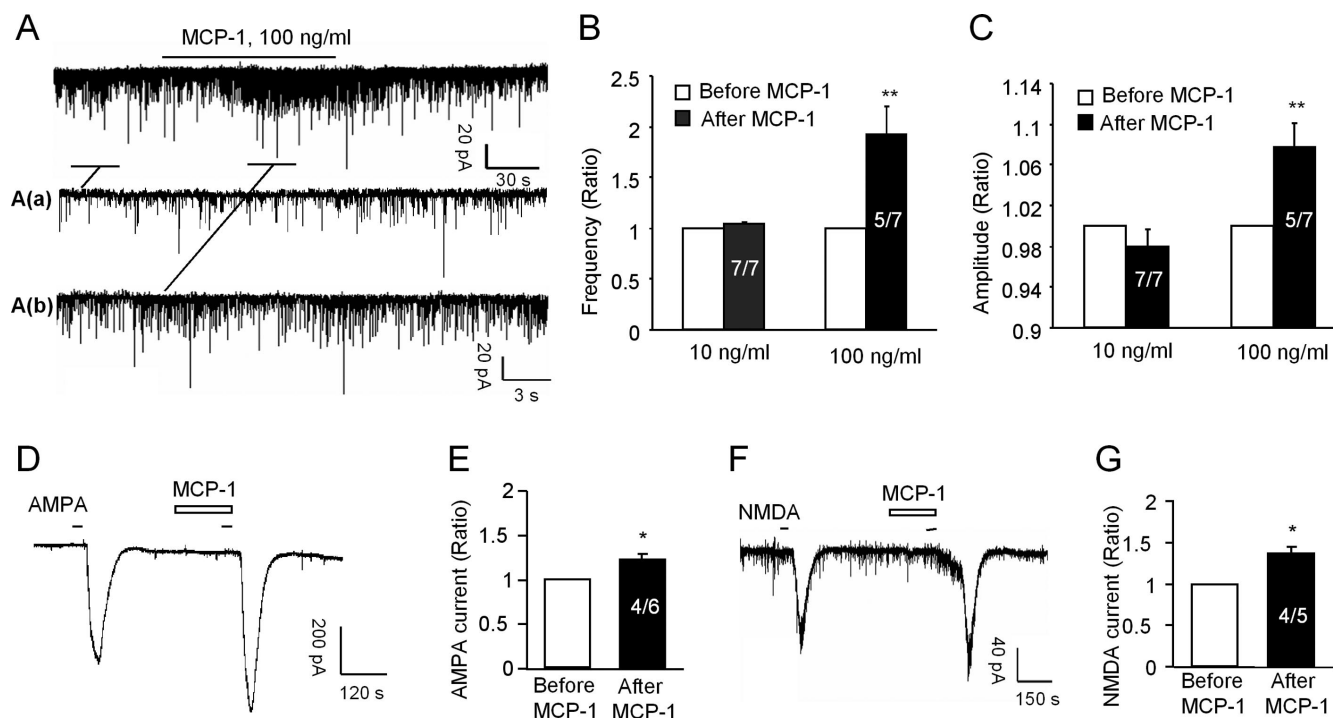 A
MCP-1, 100 ng/ml
20 pA
30 s
A(a)
A(b)
20 pA
3 s
B
Frequency (Ratio)
2.5
2
1.5
1
0.5
0
Before MCP-1
After MCP-1
**
7/7
5/7
10 ng/ml
100 ng/ml
C
Amplitude (Ratio)
1.14
1.1
1.06
1.02
0.98
0.94
0.9
Before MCP-1
After MCP-1
**
7/7
5/7
10 ng/ml
100 ng/ml
D
AMPA
MCP-1
200 pA
120 s
E
AMPA current (Ratio)
2
1.5
1
0.5
0
*
4/6
Before
MCP-1
After
MCP-1
F
NMDA
MCP-1
40 pA
150 s
G
NMDA current (Ratio)
2
1.5
1
0.5
0
*
4/5
Before
MCP-1
After
MCP-1